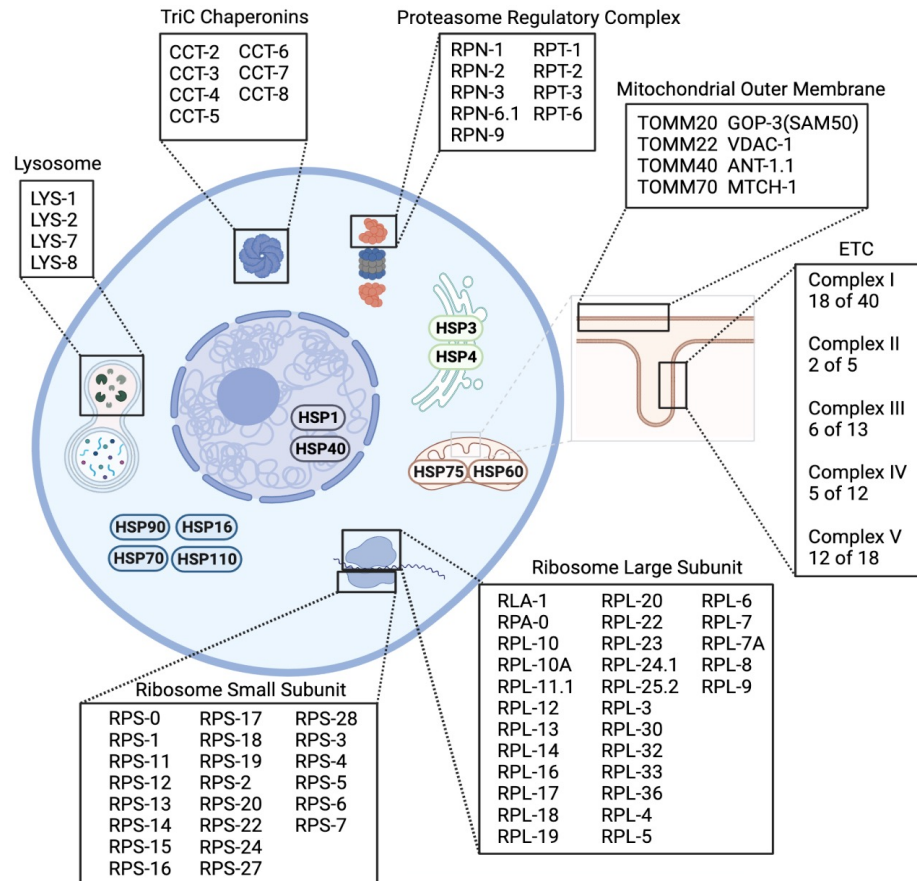 TriC Chaperonins
CCT-2 CCT-6
CCT-3 CCT-7
CCT-4 CCT-8
CCT-5
Proteasome Regulatory Complex
RPN-1 RPT-1
RPN-2 RPT-2
RPN-3 RPT-3
RPN-6.1 RPT-6
RPN-9
Mitochondrial Outer Membrane
TOMM20 GOP-3(SAM50)
TOMM22 VDAC-1
TOMM40 ANT-1.1
TOMM70 MTCH-1
Lysosome
LYS-1
LYS-2
LYS-7
LYS-8
ETC
Complex I
18 of 40
Complex II
2 of 5
Complex III
6 of 13
Complex IV
5 of 12
Complex V
12 of 18
HSP3
HSP4
HSP1
HSP40
HSP75 HSP60
HSP90 HSP16
HSP70 HSP110
Ribosome Large Subunit
RLA-1 RPL-20 RPL-6
RPA-0 RPL-22 RPL-7
RPL-10 RPL-23 RPL-7A
RPL-10A RPL-24.1 RPL-8
RPL-11.1 RPL-25.2 RPL-9
RPL-12 RPL-3
RPL-13 RPL-30
RPL-14 RPL-32
RPL-16 RPL-33
RPL-17 RPL-36
RPL-18 RPL-4
RPL-19 RPL-5
Ribosome Small Subunit
RPS-0 RPS-17 RPS-28
RPS-1 RPS-18 RPS-3
RPS-11 RPS-19 RPS-4
RPS-12 RPS-2 RPS-5
RPS-13 RPS-20 RPS-6
RPS-14 RPS-22 RPS-7
RPS-15 RPS-24
RPS-16 RPS-27